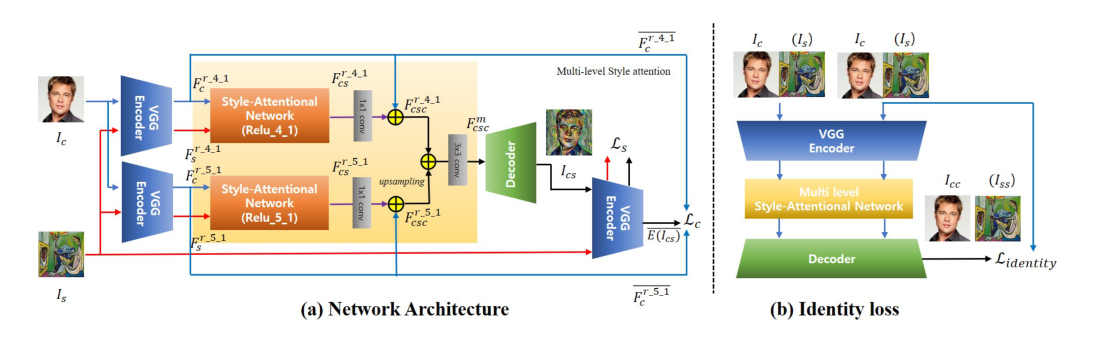 $\overline{F_c^{r\_4\_1}}$
Multi-level Style attention
$I_c$
VGG Encoder
$F_c^{r\_4\_1}$
Style-Attentional
Network
(Relu_4_1)
$F_{cs}^{r\_4\_1}$
1x1 conv
$F_{csc}^{r\_4\_1}$
$F_s^{r\_4\_1}$
$F_c^{r\_5\_1}$
VGG Encoder
Style-Attentional
Network
(Relu_5_1)
$F_{cs}^{r\_5\_1}$
1x1 conv
upsampling
$F_{csc}^{r\_5\_1}$
$F_s^{r\_5\_1}$
$I_s$
3x3 conv
$F_{csc}^m$
Decoder
$I_{cs}$
$\mathcal{L}_s$
VGG Encoder
$\overline{E(I_{cs})}$
$\mathcal{L}_c$
$\overline{F_c^{r\_5\_1}}$
(a) Network Architecture
$I_c$ $(I_s)$ $I_c$ $(I_s)$
VGG
Encoder
Multi level
Style-Attentional Network
$I_{cc}$ $(I_{ss})$
Decoder
$\mathcal{L}_{identity}$
(b) Identity loss